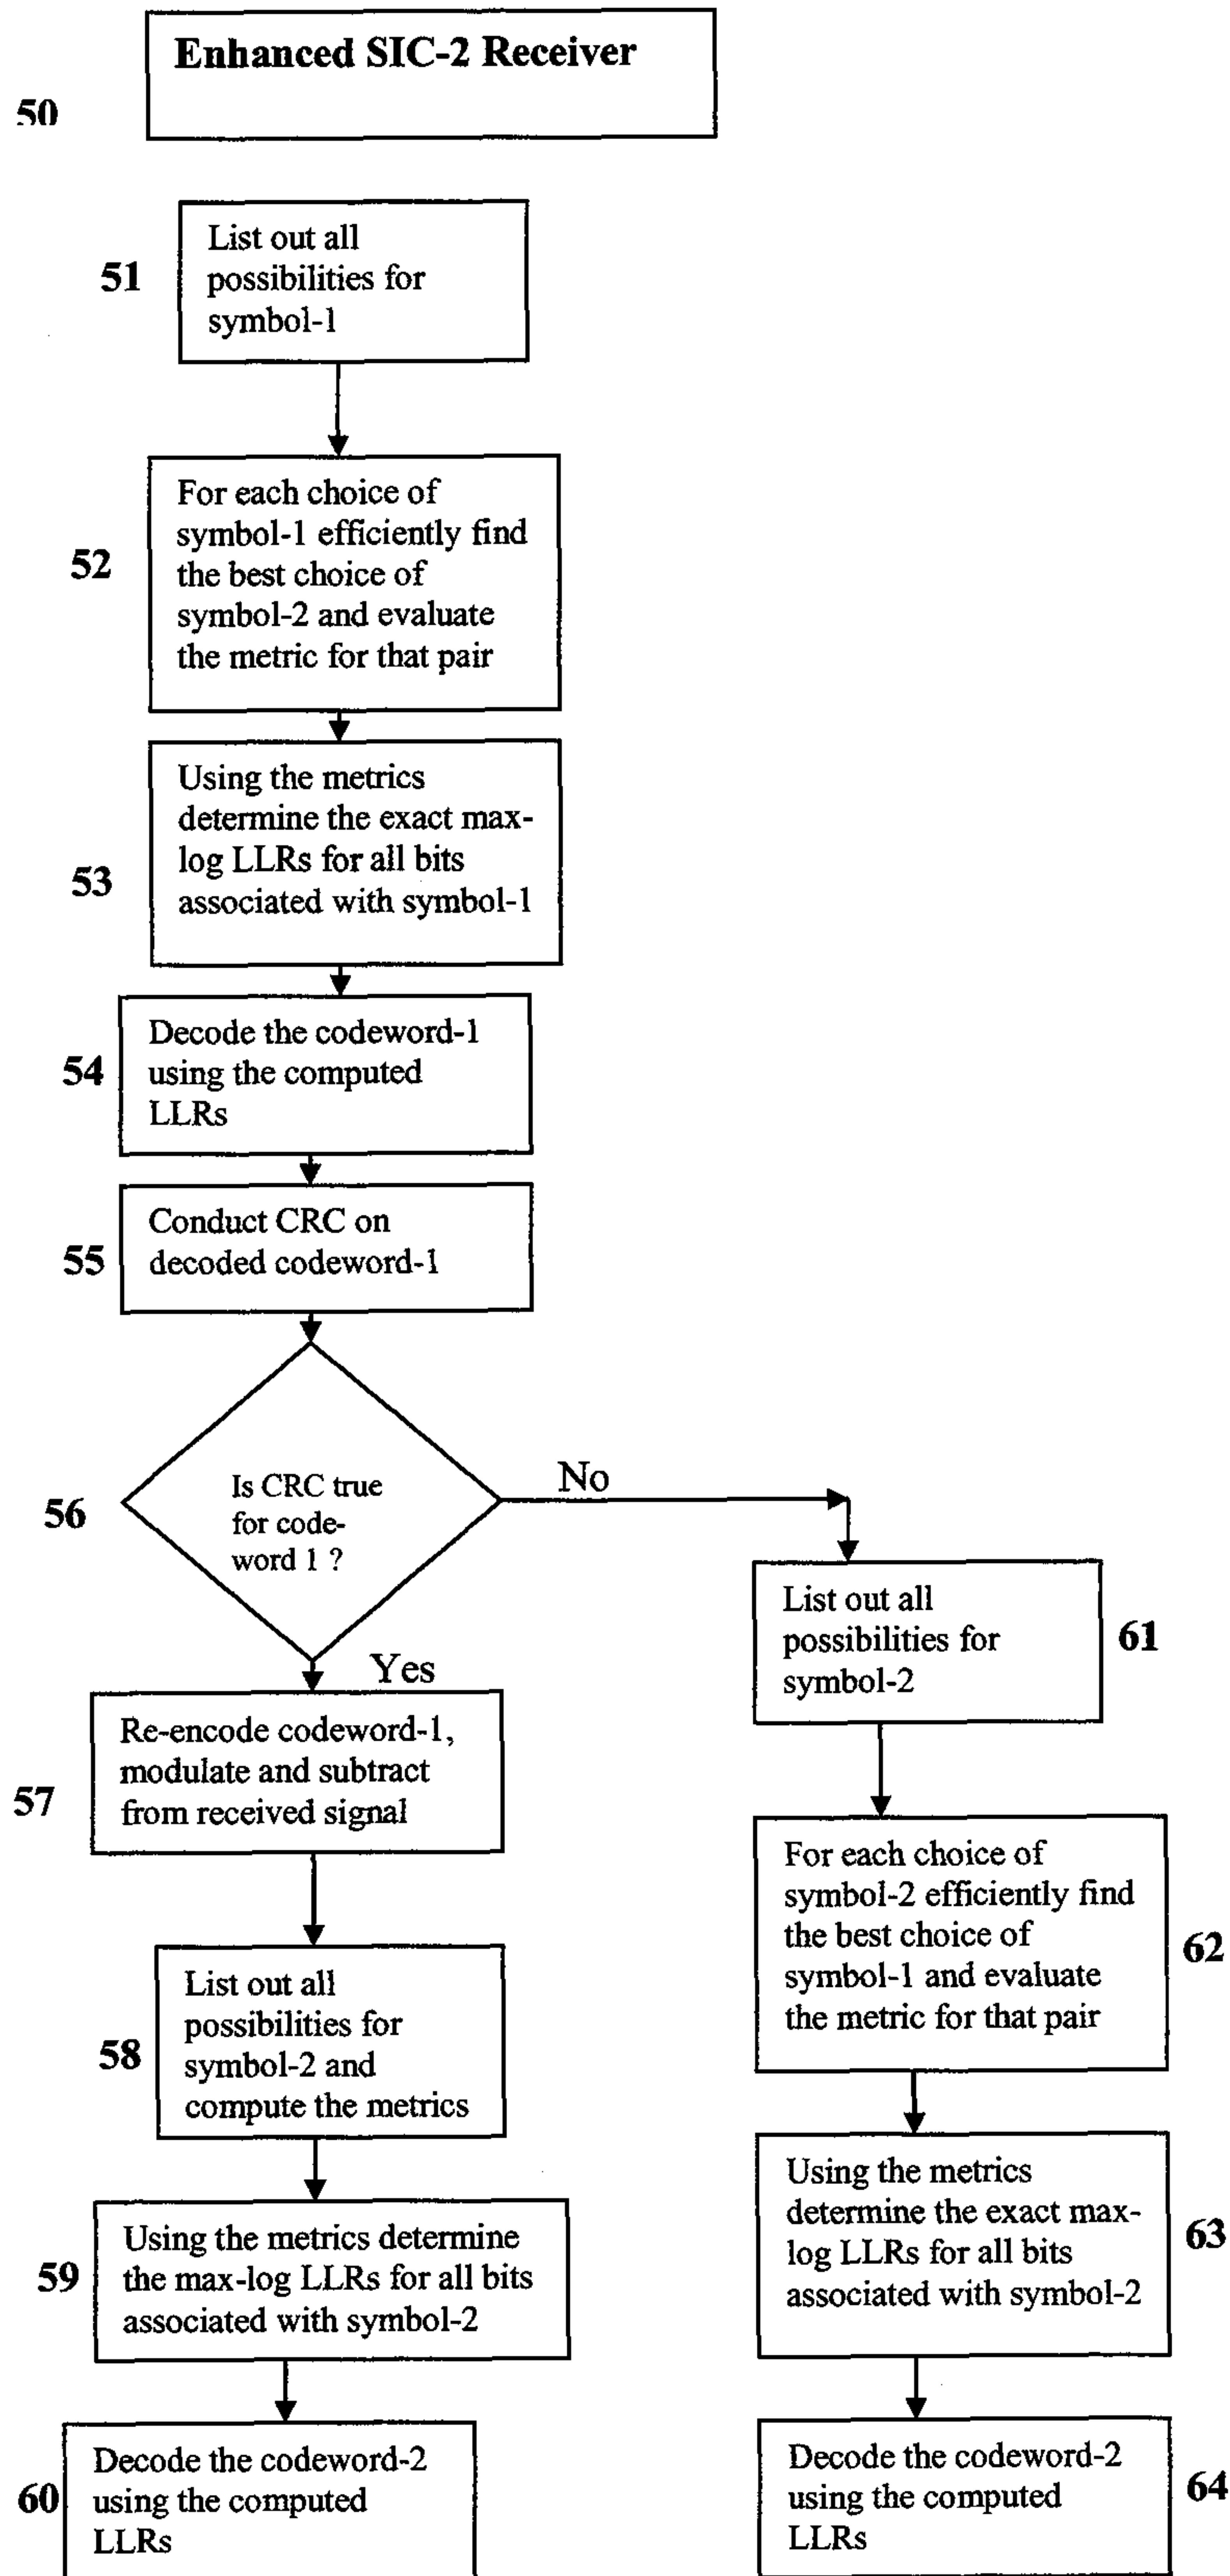 Enhanced SIC-2 Receiver
50
List out all
possibilities for
symbol-1
51
For each choice of
symbol-1 efficiently find
the best choice of
symbol-2 and evaluate
the metric for that pair
52
Using the metrics
determine the exact max-
log LLRs for all bits
associated with symbol-1
53
Decode the codeword-1
using the computed
LLRs
54
Conduct CRC on
decoded codeword-1
55
Is CRC true
for code-
word 1 ?
56
No
Yes
Re-encode codeword-1,
modulate and subtract
from received signal
57
List out all
possibilities for
symbol-2 and
compute the metrics
58
Using the metrics determine
the max-log LLRs for all bits
associated with symbol-2
59
Decode the codeword-2
using the computed
LLRs
60
List out all
possibilities for
symbol-2
61
For each choice of
symbol-2 efficiently find
the best choice of
symbol-1 and evaluate
the metric for that pair
62
Using the metrics
determine the exact max-
log LLRs for all bits
associated with symbol-2
63
Decode the codeword-2
using the computed
LLRs
64